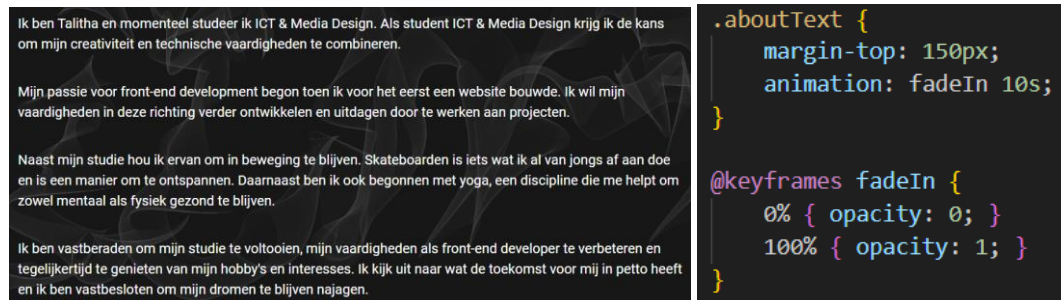 Ik ben Talitha en momenteel studeer ik ICT & Media Design. Als student ICT & Media Design krijg ik de kans
om mijn creativiteit en technische vaardigheden te combineren.
Mijn passie voor front-end development begon toen ik voor het eerst een website bouwde. Ik wil mijn
vaardigheden in deze richting verder ontwikkelen en uitdagen door te werken aan projecten.
Naast mijn studie hou ik ervan om in beweging te blijven. Skateboarden is iets wat ik al van jongs af aan doe
en is een manier om te ontspannen. Daarnaast ben ik ook begonnen met yoga, een discipline die me helpt om
zowel mentaal als fysiek gezond te blijven.
Ik ben vastberaden om mijn studie te voltooien, mijn vaardigheden als front-end developer te verbeteren en
tegelijkertijd te genieten van mijn hobby's en interesses. Ik kijk uit naar wat de toekomst voor mij in petto heeft
en ik ben vastbesloten om mijn dromen te blijven najagen.
.aboutText {
margin-top: 150px;
animation: fadeIn 10s;
}
@keyframes fadeIn {
0% { opacity: 0; }
100% { opacity: 1; }
}